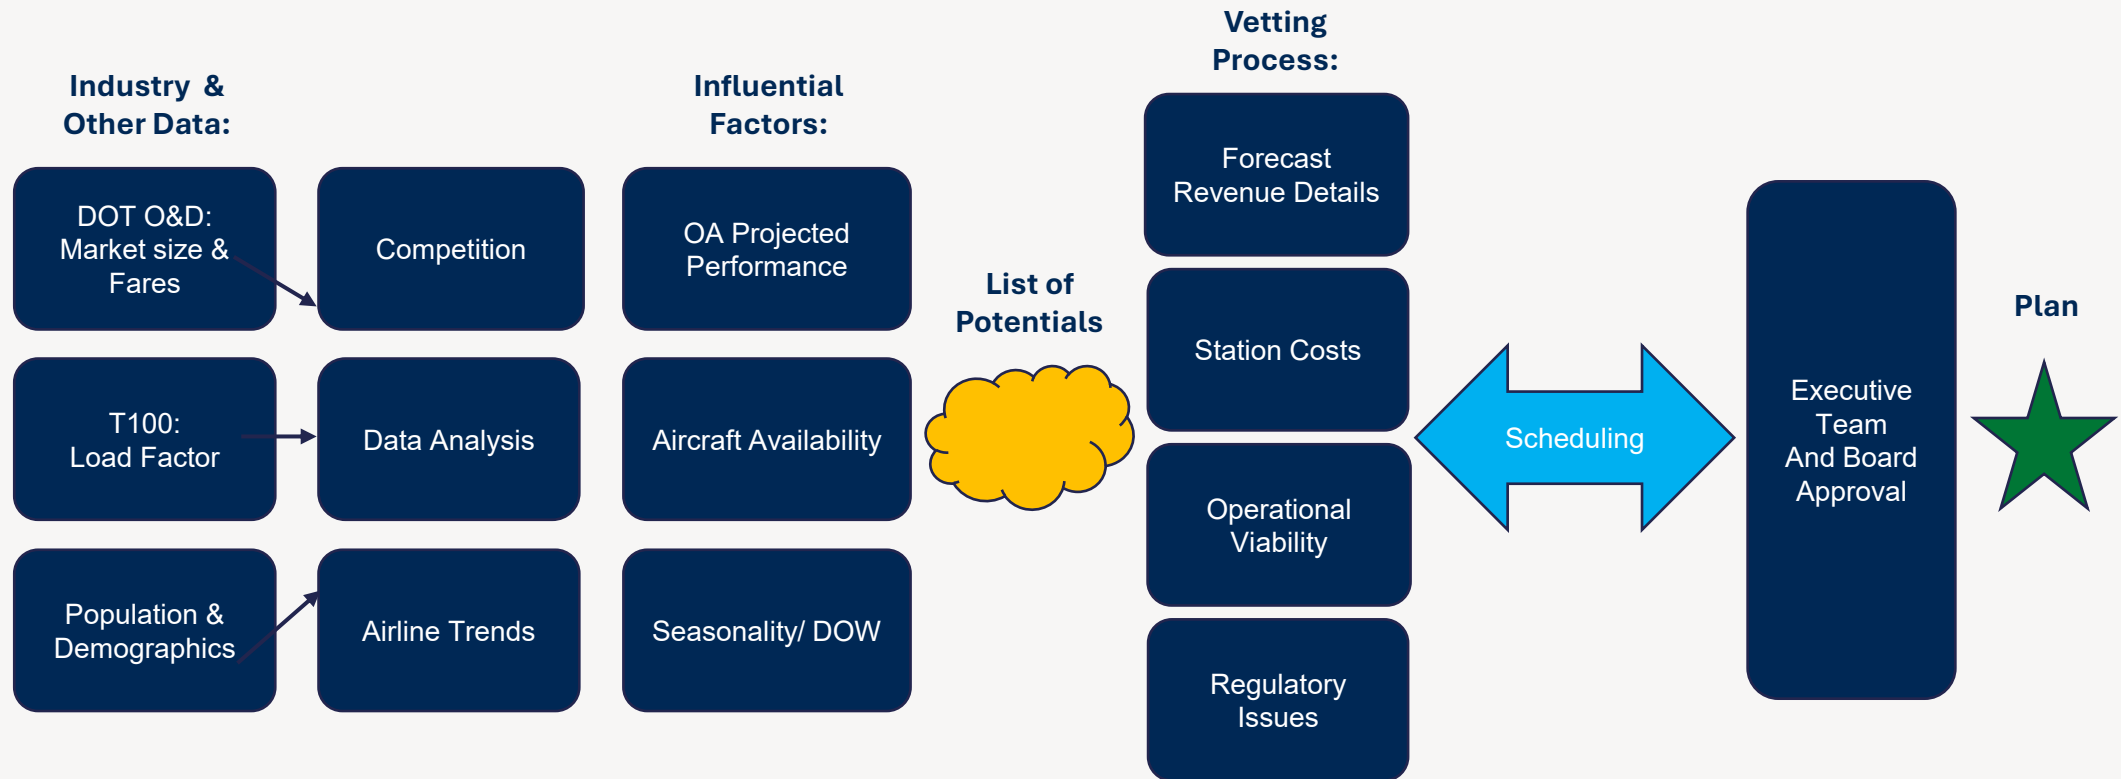 Industry &
Other Data:
DOT O&D:
Market size &
Fares
T100:
Load Factor
Population &
Demographics
Competition
Data Analysis
Airline Trends
Influential
Factors:
OA Projected
Performance
Aircraft Availability
Seasonality/ DOW
List of
Potentials
Vetting
Process:
Forecast
Revenue Details
Station Costs
Operational
Viability
Regulatory
Issues
Scheduling
Executive
Team
And Board
Approval
Plan